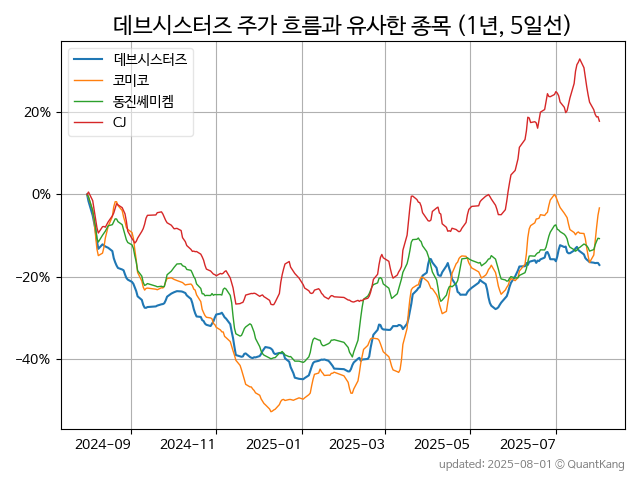 데브시스터즈 주가 흐름과 유사한 종목 (1년, 5일선)
데브시스터즈
코미코
동진쎄미켐
CJ
20%
0%
−20%
−40%
2024-09 2024-11 2025-01 2025-03 2025-05 2025-07
updated: 2025-08-01 © QuantKang